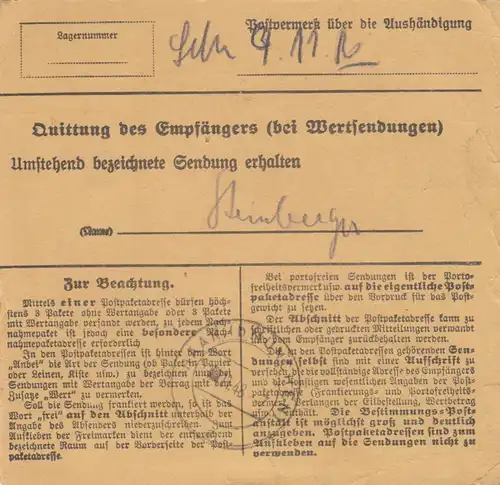 Lagernummer
Postvermerk über die Aushändigung
9.11.
Quittung des Empfängers (bei Wertsendungen)
Umstehend bezeichnete Sendung erhalten
Steinberger
(Name)
Zur Beachtung.
Mittels einer Postpaketadresse dürfen höch-
stens 3 Pakete ohne Wertangabe oder 3 Pakete
mit Wertangabe versandt werden, zu jedem Nach-
nahmepaket ist jedoch eine besondere Nach-
nahmepaketadresse erforderlich
In den Postpaketadressen ist hinter dem Wort
„Anbei“ die Art der Sendung (ob Paket, in Papier
oder Leinen, Kiste usw.) zu bezeichnen und bei
Sendungen mit Wertangabe der Betrag mit dem
Zusatze „Wert“ zu vermerken.
Soll die Sendung frankiert werden, so ist das
Wort „frei“ auf den Abschnitt unterhalb der
Angabe des Absenders niederzuschreiben. Zum
Aufkleben der Freimarken dient der entsprechend
bezeichnete Raum auf der Vorderseite der Post-
paketadresse.
Bei portofreien Sendungen ist der Porto-
freiheitsvermerk usw. auf die eigentliche Post-
paketadresse über den Vordruck für das Post-
gewicht zu setzen.
Der Abschnitt der Postpaketadresse kann zu
schriftlichen oder gedruckten Mitteilungen verwandt
und dem Empfänger zurückbehalten werden.
Die zu den Postpaketadressen gehörenden Sen-
dungen selbst sind mit einer Aufschrift zu
versehen, die die vollständige Adresse des Empfängers
und die übrigen wesentlichen Angaben der Post-
paketadresse (Frankierungs- und Portofreiheits-
vermerk, Verlangen der Eilbestellung, Wertbetrag
usw.) enthält. Die Bestimmungs-Post-
anstalt ist möglichst groß und deutlich
anzugeben. Postpaketadressen sind zum
Aufkleben auf die Sendungen nicht zu
verwenden.